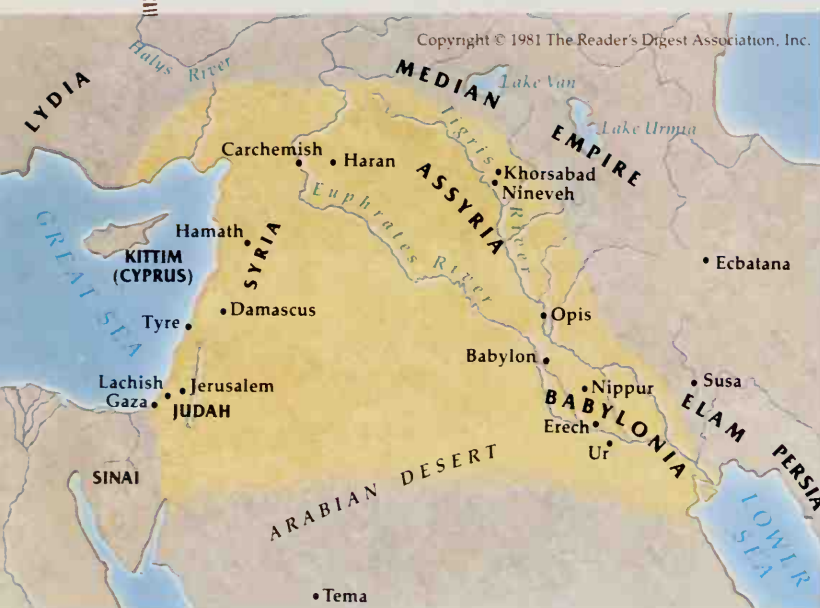 Copyright © 1981 The Reader's Digest Association, Inc.
Halys River
LYDIA
MEDIAN
EMPIRE
Lake Van
Lake Urmia
Tigris
River
Carchemish
Haran
Khorsabad
Nineveh
ASSYRIA
Euphrates River
GREAT
SEA
Hamath
SYRIA
KITTIM
(CYPRUS)
Ecbatana
Damascus
Tyre
Opis
Babylon
Lachish
Jerusalem
Gaza
JUDAH
Nippur
Susa
BABYLONIA
ELAM
Erech
Ur
PERSIA
SINAI
ARABIAN DESERT
LOWER
SEA
Tema